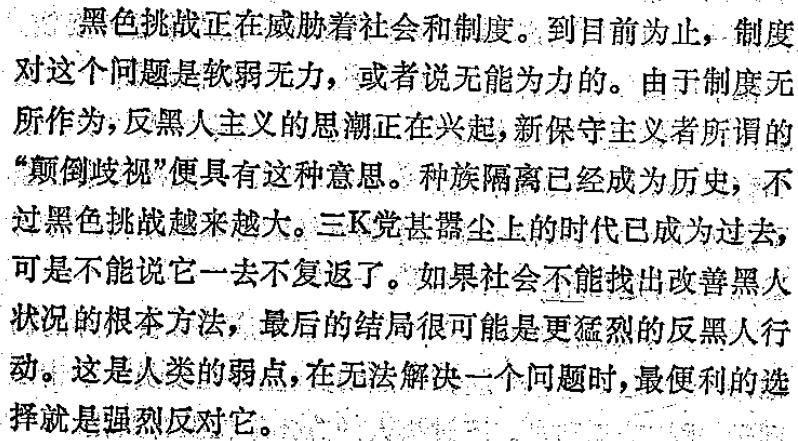 黑色挑战正在威胁着社会和制度。到目前为止，制度
对这个问题是软弱无力，或者说无能为力的。由于制度无
所作为，反黑人主义的思潮正在兴起，新保守主义者所谓的
“颠倒歧视”便具有这种意思。种族隔离已经成为历史，不
过黑色挑战越来越大。三K党甚嚣尘上的时代已成为过去，
可是不能说它一去不复返了。如果社会不能找出改善黑人
状况的根本方法，最后的结局很可能是更猛烈的反黑人行
动。这是人类的弱点，在无法解决一个问题时，最便利的选
择就是强烈反对它。